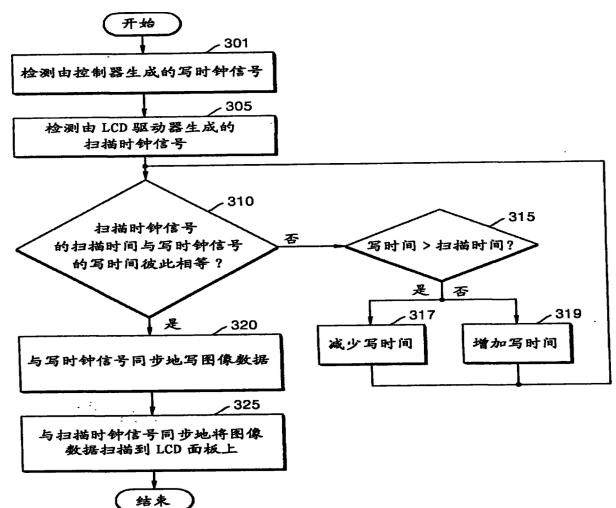 开始
301
检测由控制器生成的写时钟信号
305
检测由 LCD 驱动器生成的
扫描时钟信号
310
扫描时钟信号
的扫描时间与写时钟信号
的写时间彼此相等？
否
315
写时间 > 扫描时间？
是
否
317
减少写时间
319
增加写时间
是
320
与写时钟信号同步地写图像数据
325
与扫描时钟信号同步地将图像
数据扫描到 LCD 面板上
结束